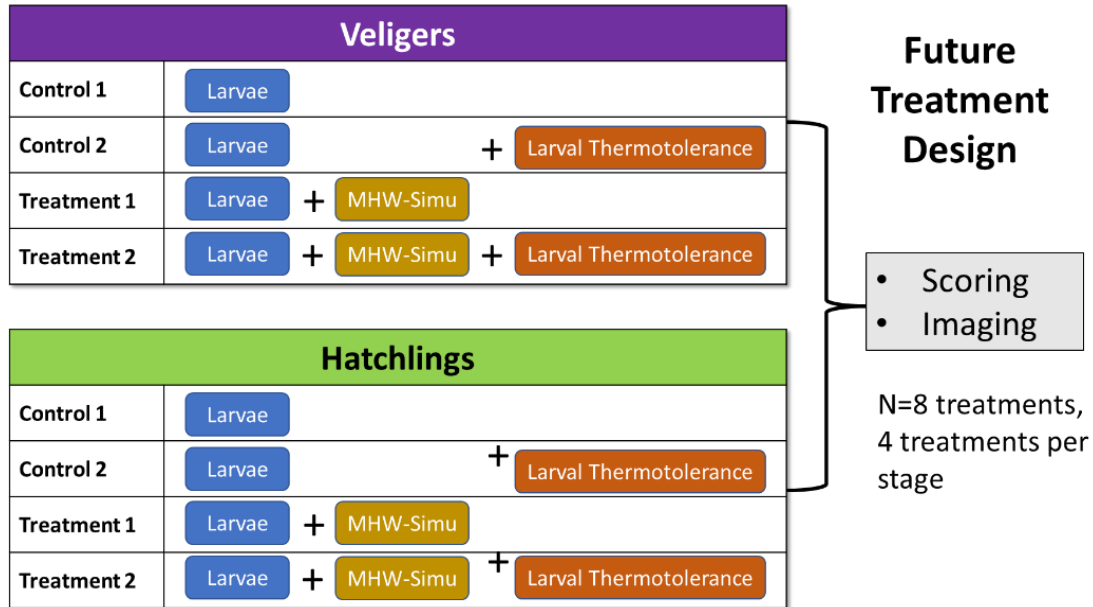 Veligers
Control 1 Larvae
Control 2 Larvae + Larval Thermotolerance
Treatment 1 Larvae + MHW-Simu
Treatment 2 Larvae + MHW-Simu + Larval Thermotolerance
Hatchlings
Control 1 Larvae
Control 2 Larvae + Larval Thermotolerance
Treatment 1 Larvae + MHW-Simu
Treatment 2 Larvae + MHW-Simu + Larval Thermotolerance
Future
Treatment
Design
• Scoring
• Imaging
N=8 treatments,
4 treatments per
stage